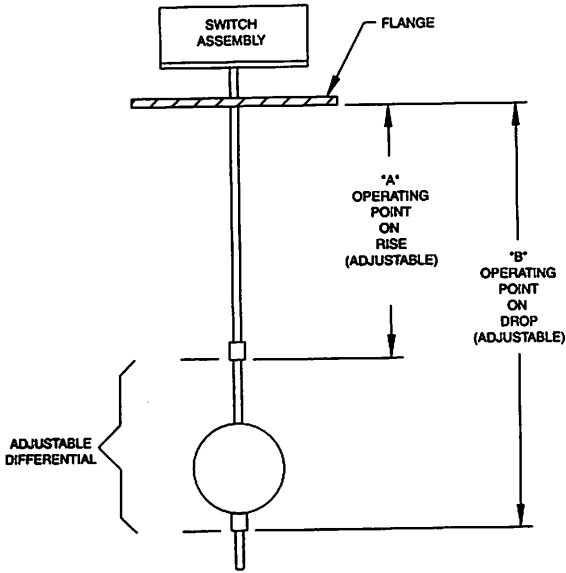 SWITCH
ASSEMBLY
FLANGE
"A"
OPERATING
POINT
ON
RISE
(ADJUSTABLE)
"B"
OPERATING
POINT
ON
DROP
(ADJUSTABLE)
ADJUSTABLE
DIFFERENTIAL